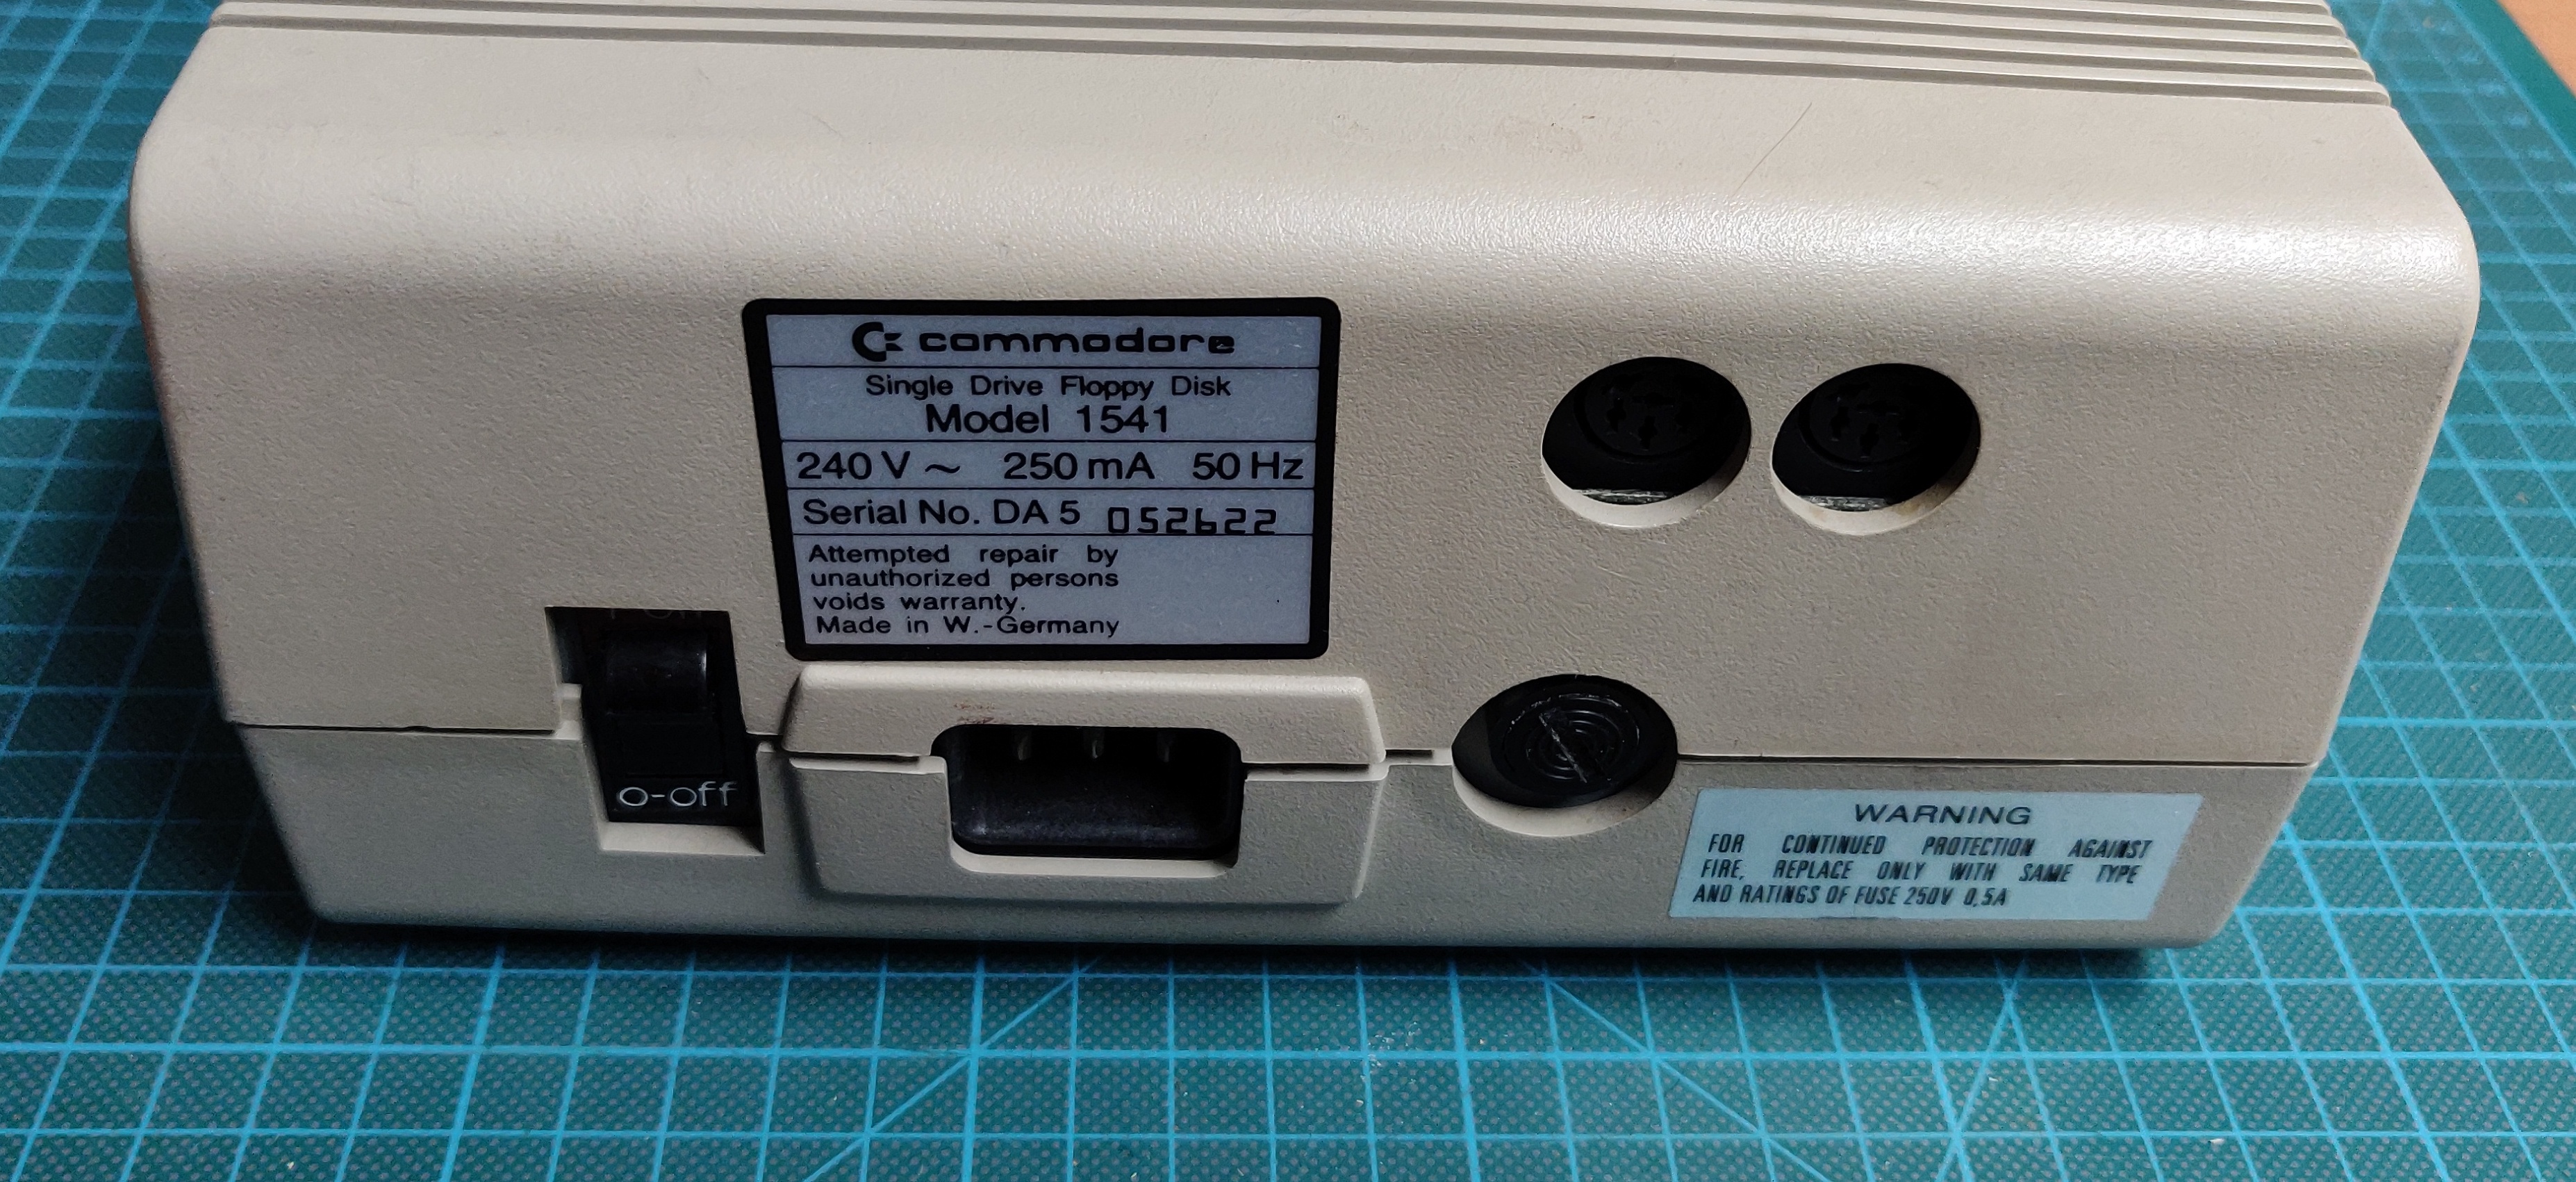 commodore
Single Drive Floppy Disk
Model 1541
240 V ~ 250 mA 50 Hz
Serial No. DA 5 052622
Attempted repair by
unauthorized persons
voids warranty.
Made in W.-Germany
o-off
WARNING
FOR CONTINUED PROTECTION AGAINST
FIRE, REPLACE ONLY WITH SAME TYPE
AND RATINGS OF FUSE 250V 0,5A